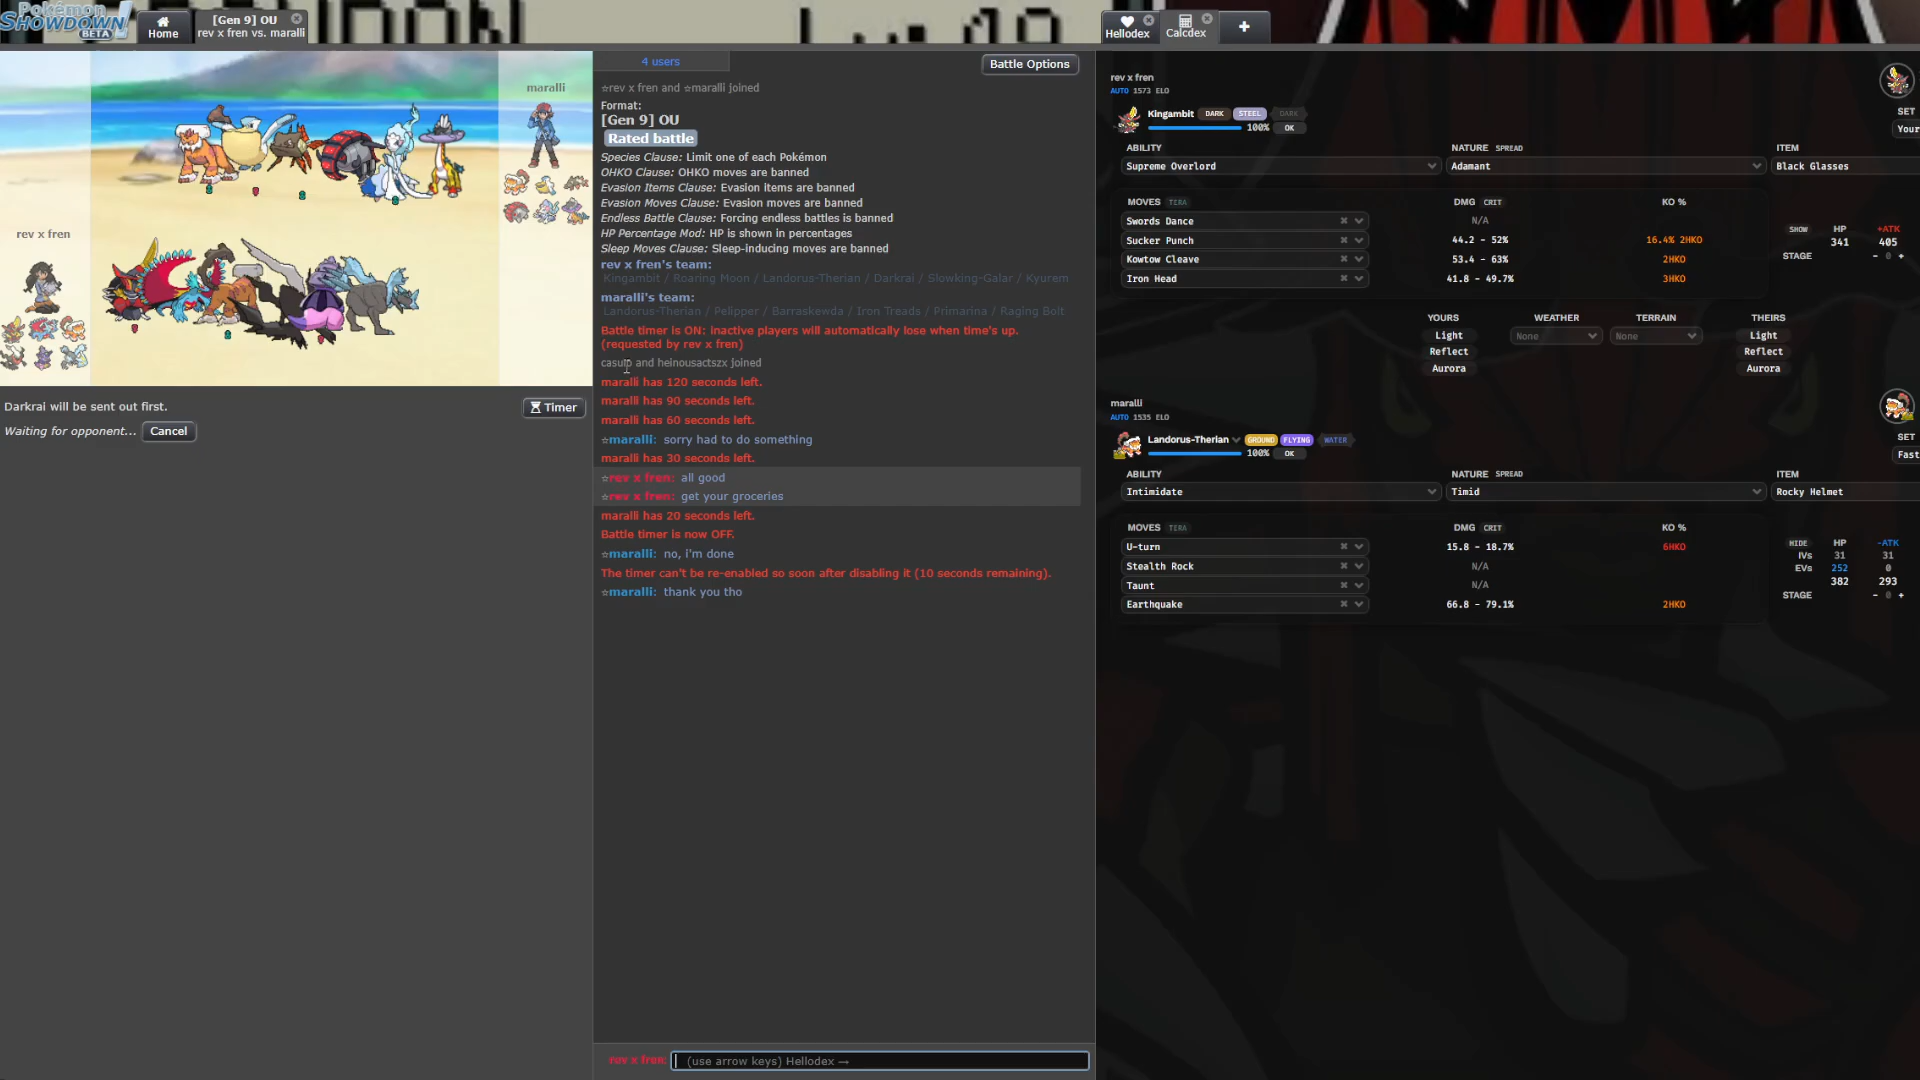 Pokémon
SHOWDOWN!
BETA
Home
[Gen 9] OU
rev x fren vs. maralli
Hellodex
Calcdex
+
maralli
rev x fren
Darkrai will be sent out first.
Timer
Waiting for opponent...
Cancel
4 users
Battle Options
☆rev x fren and ☆maralli joined
Format:
[Gen 9] OU
Rated battle
Species Clause: Limit one of each Pokémon
OHKO Clause: OHKO moves are banned
Evasion Items Clause: Evasion items are banned
Evasion Moves Clause: Evasion moves are banned
Endless Battle Clause: Forcing endless battles is banned
HP Percentage Mod: HP is shown in percentages
Sleep Moves Clause: Sleep-inducing moves are banned
rev x fren's team:
Kingambit / Roaring Moon / Landorus-Therian / Darkrai / Slowking-Galar / Kyurem
maralli's team:
Landorus-Therian / Pelipper / Barraskewda / Iron Treads / Primarina / Raging Bolt
Battle timer is ON: inactive players will automatically lose when time's up.
(requested by rev x fren)
casulp and heinousactszx joined
maralli has 120 seconds left.
maralli has 90 seconds left.
maralli has 60 seconds left.
☆maralli: sorry had to do something
maralli has 30 seconds left.
☆rev x fren: all good
☆rev x fren: get your groceries
maralli has 20 seconds left.
Battle timer is now OFF.
☆maralli: no, i'm done
The timer can't be re-enabled so soon after disabling it (10 seconds remaining).
☆maralli: thank you tho
rev x fren: (use arrow keys) Hellodex →
rev x fren
AUTO 1573 ELO
Kingambit DARK STEEL DARK
100% OK
SET
Your
ABILITY NATURE SPREAD ITEM
Supreme Overlord Adamant Black Glasses
MOVES TERA DMG CRIT KO %
Swords Dance N/A
Sucker Punch 44.2 - 52% 16.4% 2HKO
Kowtow Cleave 53.4 - 63% 2HKO
Iron Head 41.8 - 49.7% 3HKO
SHOW HP +ATK
341 405
STAGE - 0 +
YOURS WEATHER TERRAIN THEIRS
Light None None Light
Reflect Reflect
Aurora Aurora
maralli
AUTO 1535 ELO
Landorus-Therian GROUND FLYING WATER
100% OK
SET
Fast
ABILITY NATURE SPREAD ITEM
Intimidate Timid Rocky Helmet
MOVES TERA DMG CRIT KO %
U-turn 15.8 - 18.7% 6HKO
Stealth Rock N/A
Taunt N/A
Earthquake 66.8 - 79.1% 2HKO
HIDE HP -ATK
IVs 31 31
EVs 252 0
382 293
STAGE - 0 +